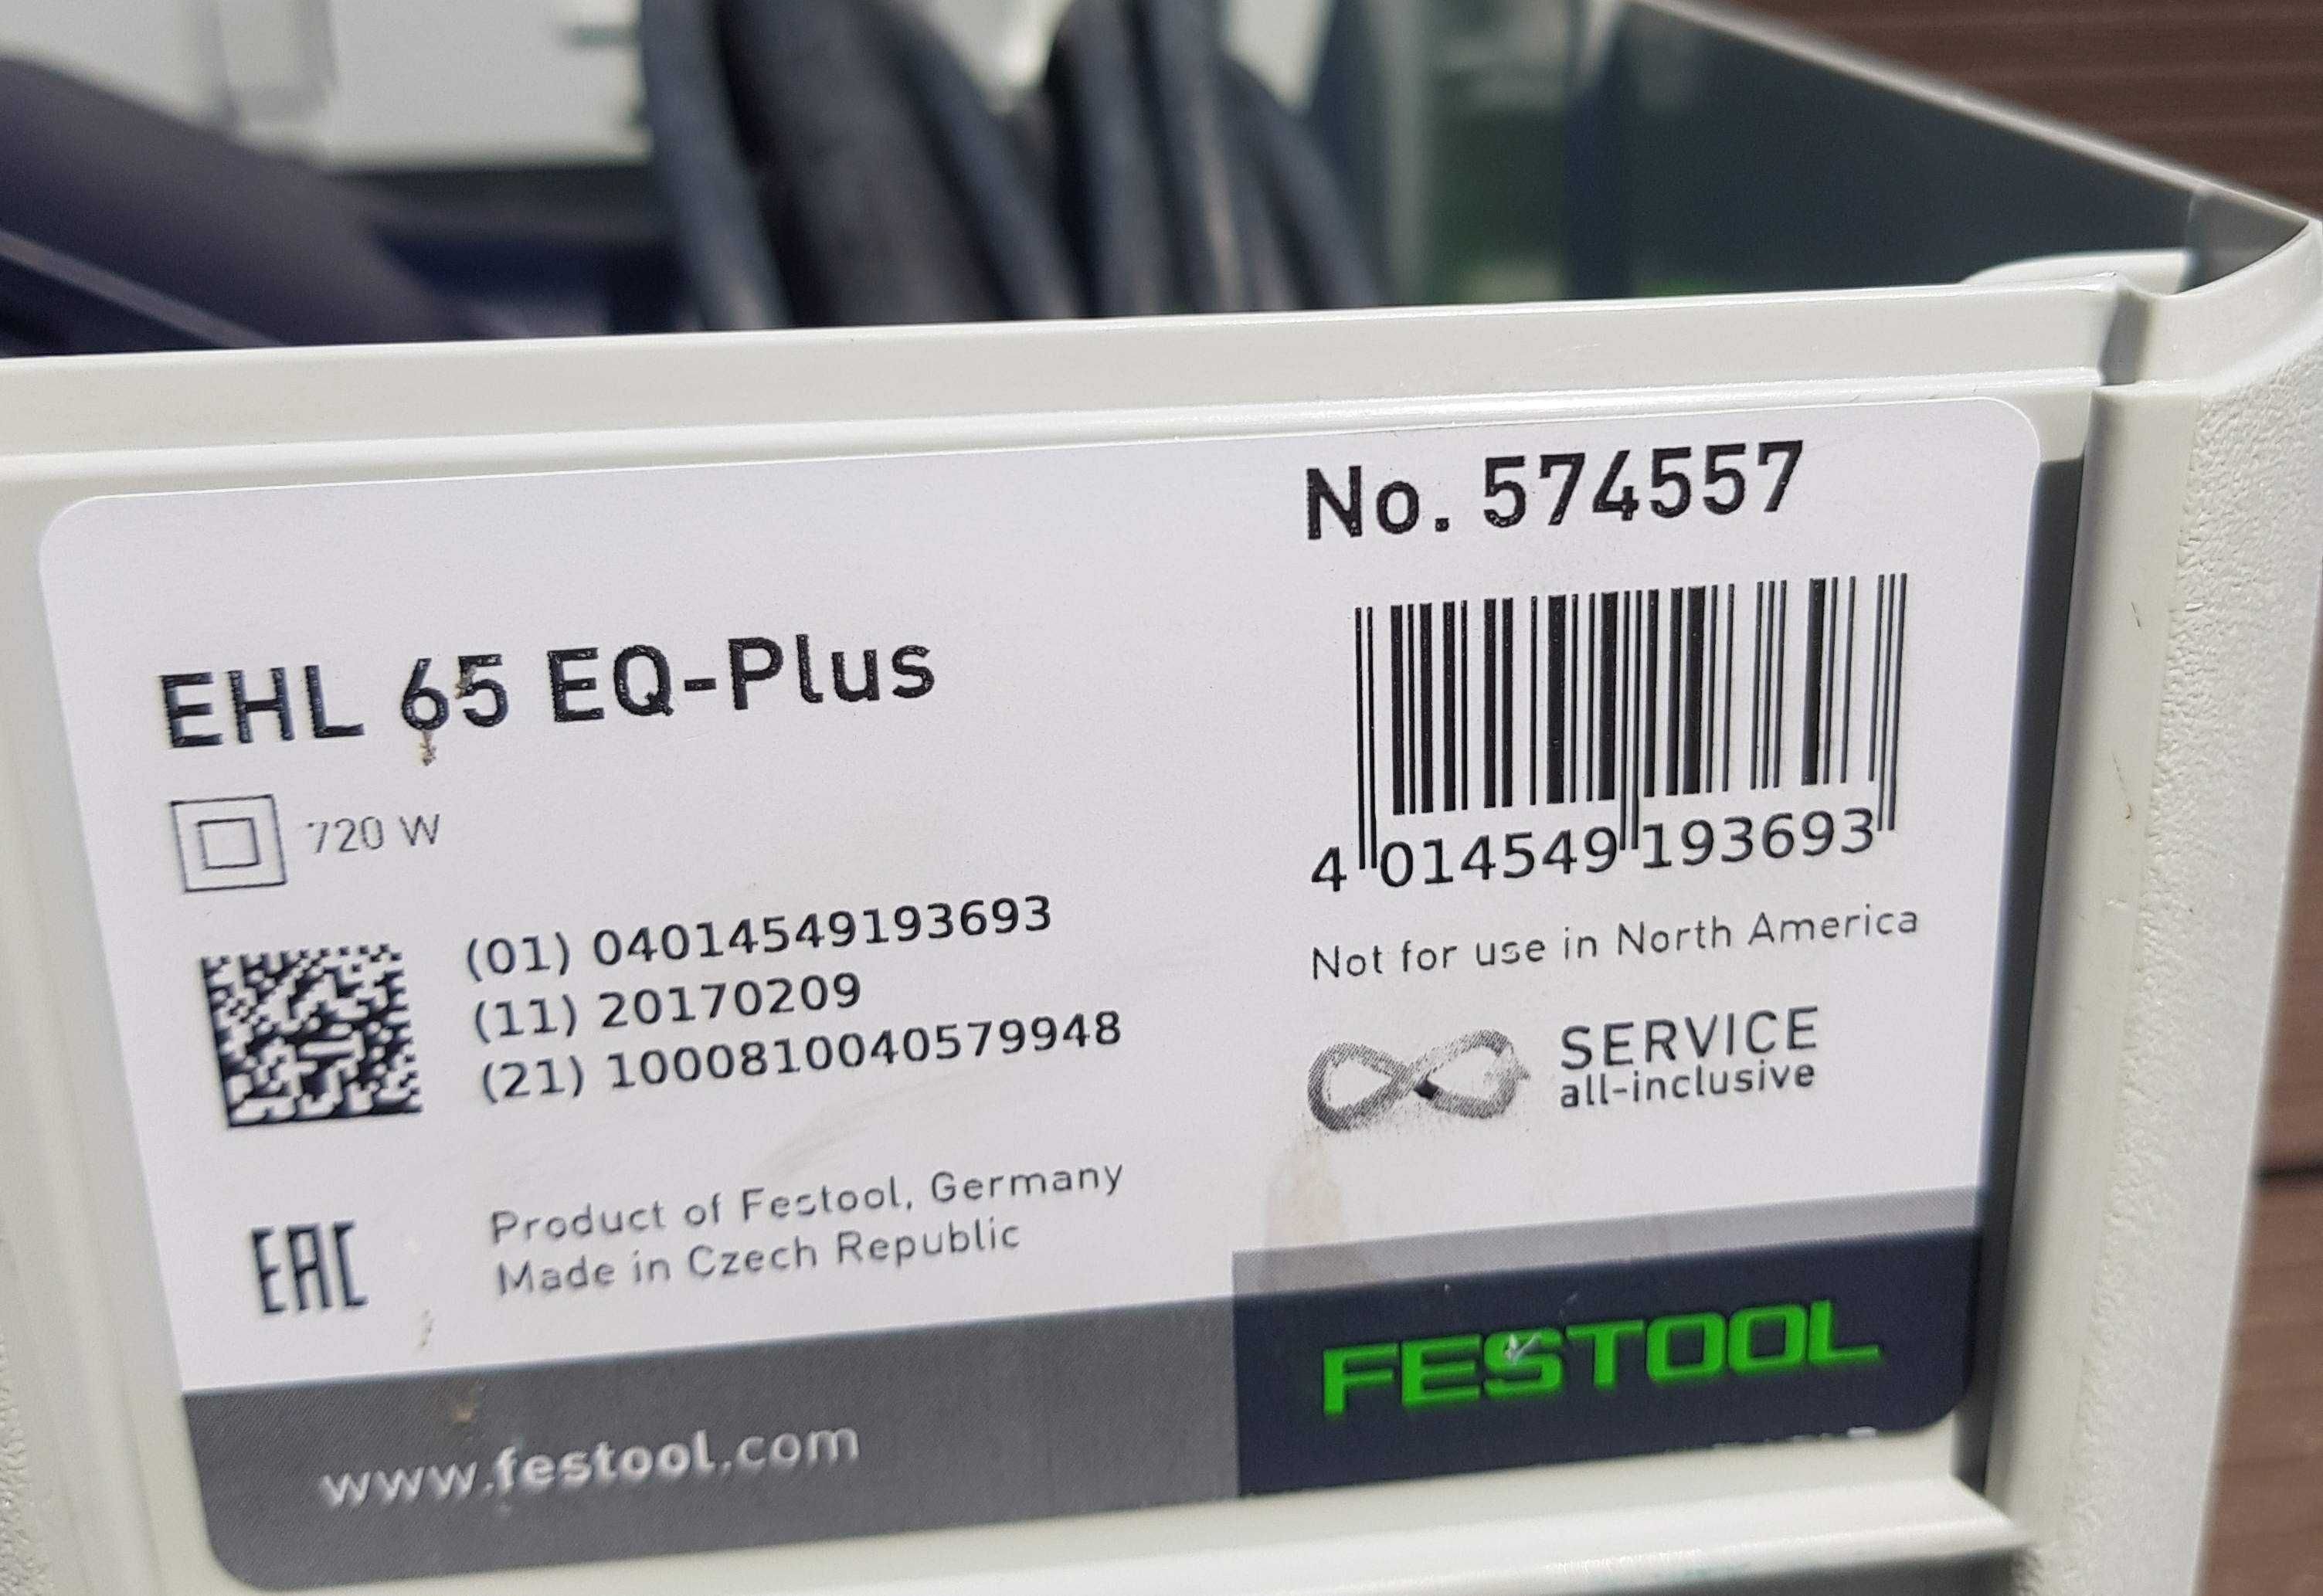 No. 574557
EHL 65 EQ-Plus
720 W
4 014549 193693
(01) 04014549193693
(11) 20170209
(21) 1000810040579948
Not for use in North America
SERVICE
all-inclusive
EAC
Product of Festool, Germany
Made in Czech Republic
FESTOOL
www.festool.com